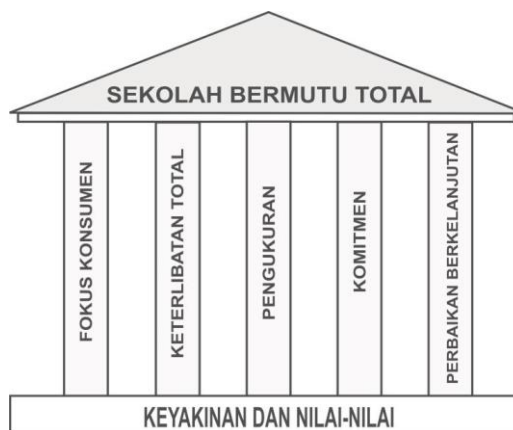 SEKOLAH BERMUTU TOTAL
FOKUS KONSUMEN
KETERLIBATAN TOTAL
PENGUKURAN
KOMITMEN
PERBAIKAN BERKELANJUTAN
KEYAKINAN DAN NILAI-NILAI